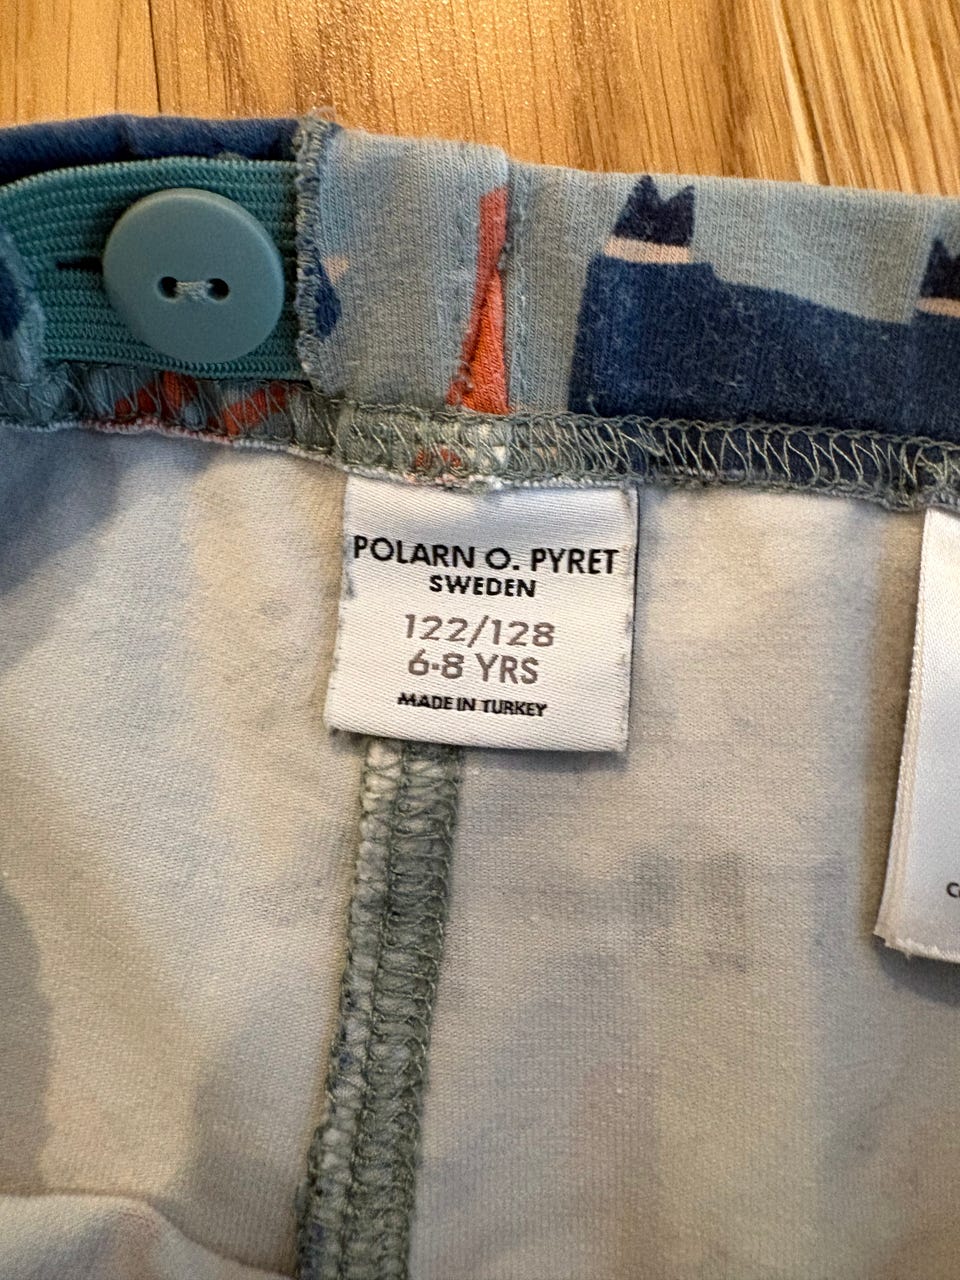 POLARN O. PYRET
SWEDEN
122/128
6-8 YRS
MADE IN TURKEY